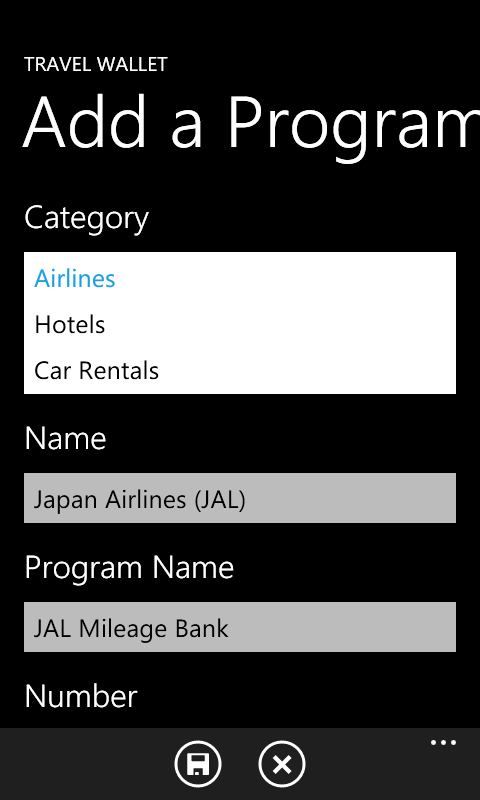 TRAVEL WALLET
Add a Program
Category
Airlines
Hotels
Car Rentals
Name
Japan Airlines (JAL)
Program Name
JAL Mileage Bank
Number